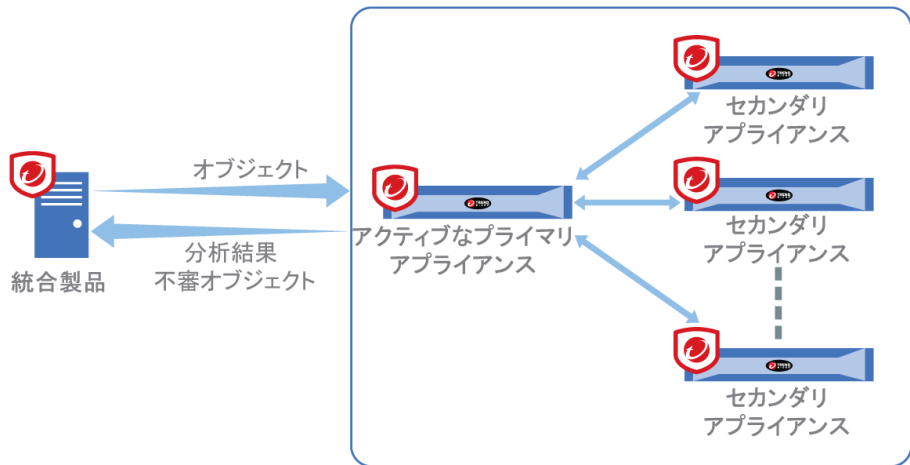 セカンダリ
アプライアンス
オブジェクト
分析結果
不審オブジェクト
統合製品
アクティブなプライマリ
アプライアンス
セカンダリ
アプライアンス
セカンダリ
アプライアンス